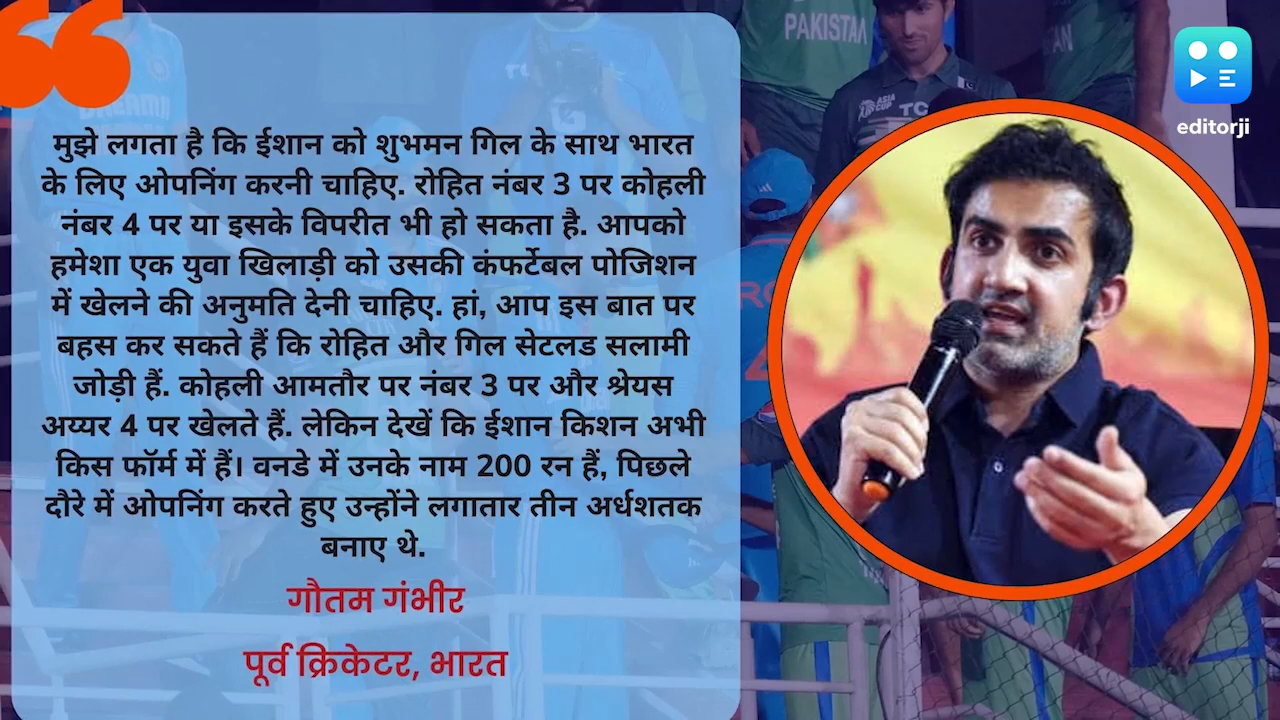 मुझे लगता है कि ईशान को शुभमन गिल के साथ भारत
के लिए ओपनिंग करनी चाहिए. रोहित नंबर 3 पर कोहली
नंबर 4 पर या इसके विपरीत भी हो सकता है. आपको
हमेशा एक युवा खिलाड़ी को उसकी कंफर्टेबल पोजिशन
में खेलने की अनुमति देनी चाहिए. हां, आप इस बात पर
बहस कर सकते हैं कि रोहित और गिल सेटलड सलामी
जोड़ी हैं. कोहली आमतौर पर नंबर 3 पर और श्रेयस
अय्यर 4 पर खेलते हैं. लेकिन देखें कि ईशान किशन अभी
किस फॉर्म में हैं। वनडे में उनके नाम 200 रन हैं, पिछले
दौरे में ओपनिंग करते हुए उन्होंने लगातार तीन अर्धशतक
बनाए थे.
गौतम गंभीर
पूर्व क्रिकेटर, भारत
editorji
PAKISTAN
ASIA
CUP